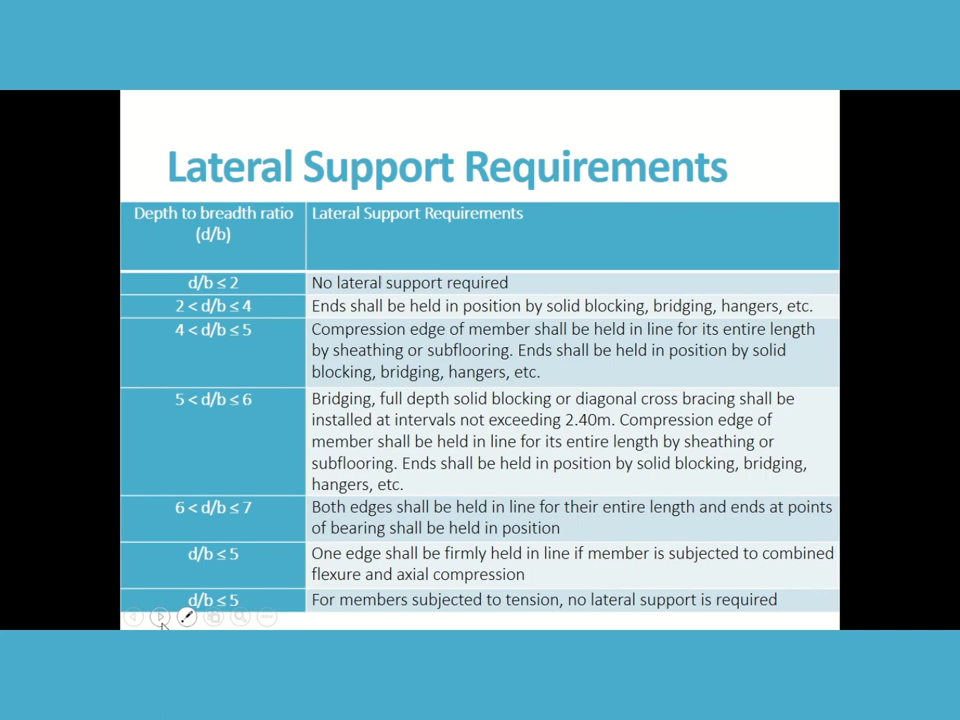 Lateral Support Requirements
Depth to breadth ratio
(d/b)
Lateral Support Requirements
d/b ≤ 2
No lateral support required
2 < d/b ≤ 4
Ends shall be held in position by solid blocking, bridging, hangers, etc.
4 < d/b ≤ 5
Compression edge of member shall be held in line for its entire length
by sheathing or subflooring. Ends shall be held in position by solid
blocking, bridging, hangers, etc.
5 < d/b ≤ 6
Bridging, full depth solid blocking or diagonal cross bracing shall be
installed at intervals not exceeding 2.40m. Compression edge of
member shall be held in line for its entire length by sheathing or
subflooring. Ends shall be held in position by solid blocking, bridging,
hangers, etc.
6 < d/b ≤ 7
Both edges shall be held in line for their entire length and ends at points
of bearing shall be held in position
d/b ≤ 5
One edge shall be firmly held in line if member is subjected to combined
flexure and axial compression
d/b ≤ 5
For members subjected to tension, no lateral support is required